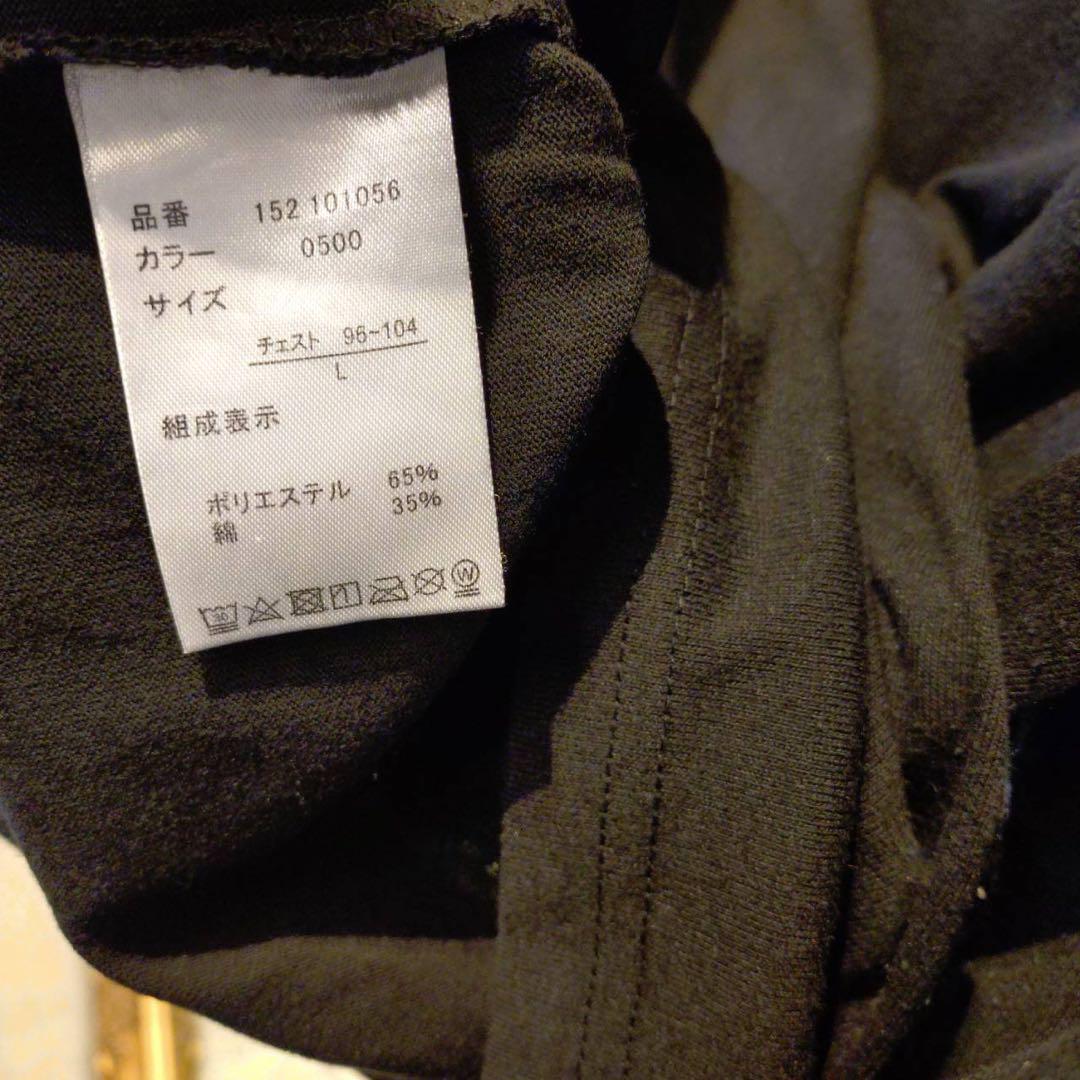 品番 152 101056
カラー 0500
サイズ
チェスト 96~104
L
組成表示
ポリエステル 65%
綿 35%
30 W